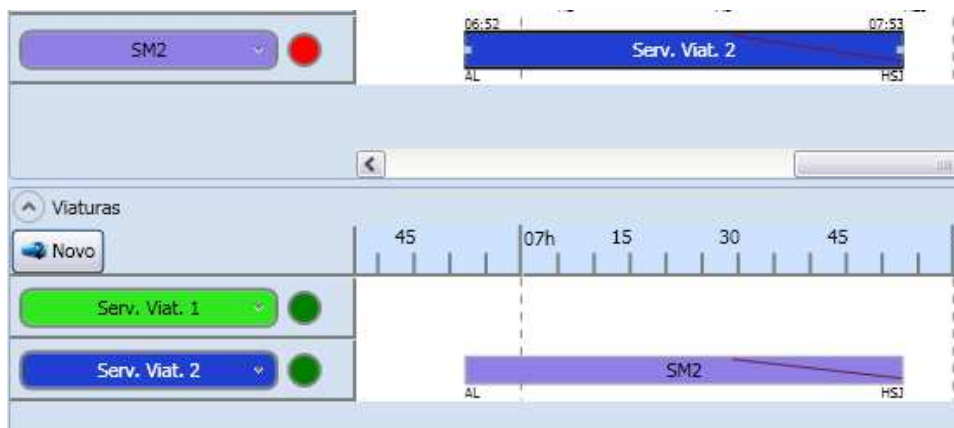 06:52 07:53
SM2 Serv. Viat. 2
AL HSJ
Viaturas
Novo
45 07h 15 30 45
Serv. Viat. 1
Serv. Viat. 2 SM2
AL HSJ